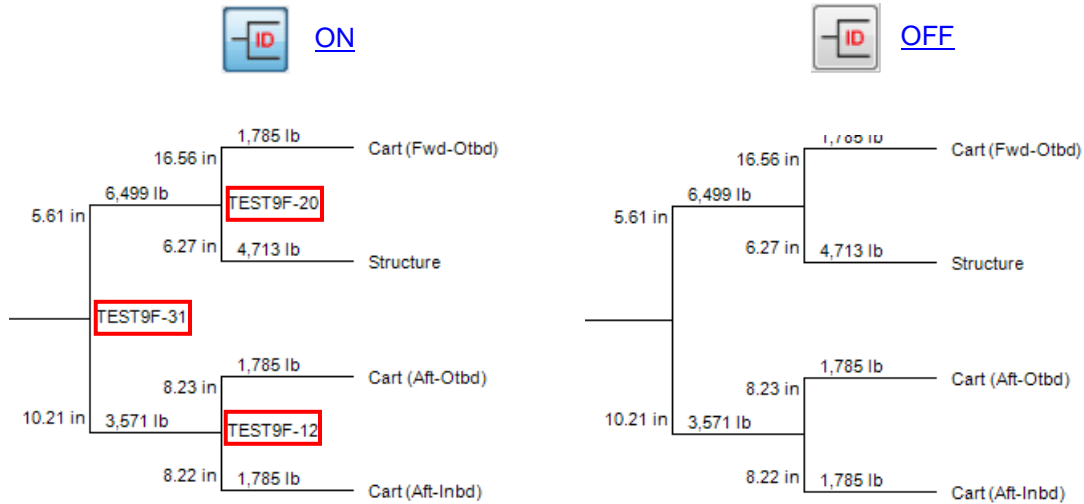 ID ON
ID OFF
1,785 lb
16.56 in
Cart (Fwd-Otbd)
6,499 lb
5.61 in
TEST9F-20
6.27 in
4,713 lb
Structure
TEST9F-31
1,785 lb
8.23 in
Cart (Aft-Otbd)
10.21 in
3,571 lb
TEST9F-12
8.22 in
1,785 lb
Cart (Aft-Inbd)
1,785 lb
16.56 in
Cart (Fwd-Otbd)
6,499 lb
5.61 in
6.27 in
4,713 lb
Structure
1,785 lb
8.23 in
Cart (Aft-Otbd)
10.21 in
3,571 lb
8.22 in
1,785 lb
Cart (Aft-Inbd)